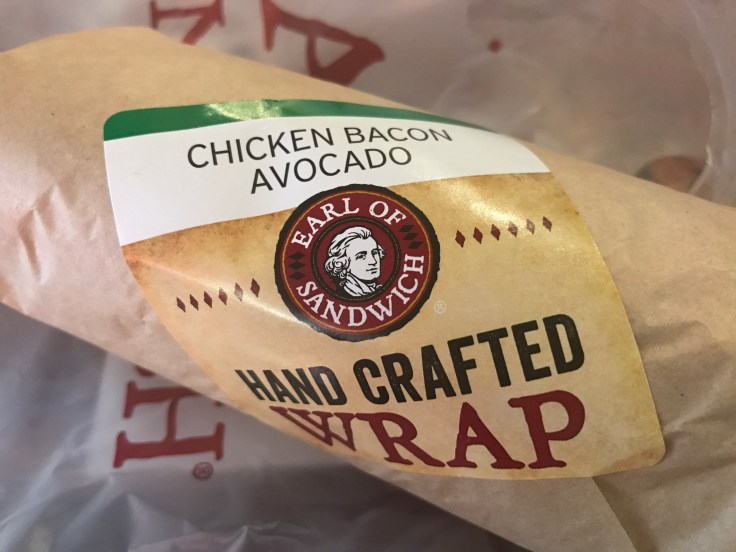 CHICKEN BACON
AVOCADO
EARL OF
SANDWICH
®
HAND CRAFTED
WRAP